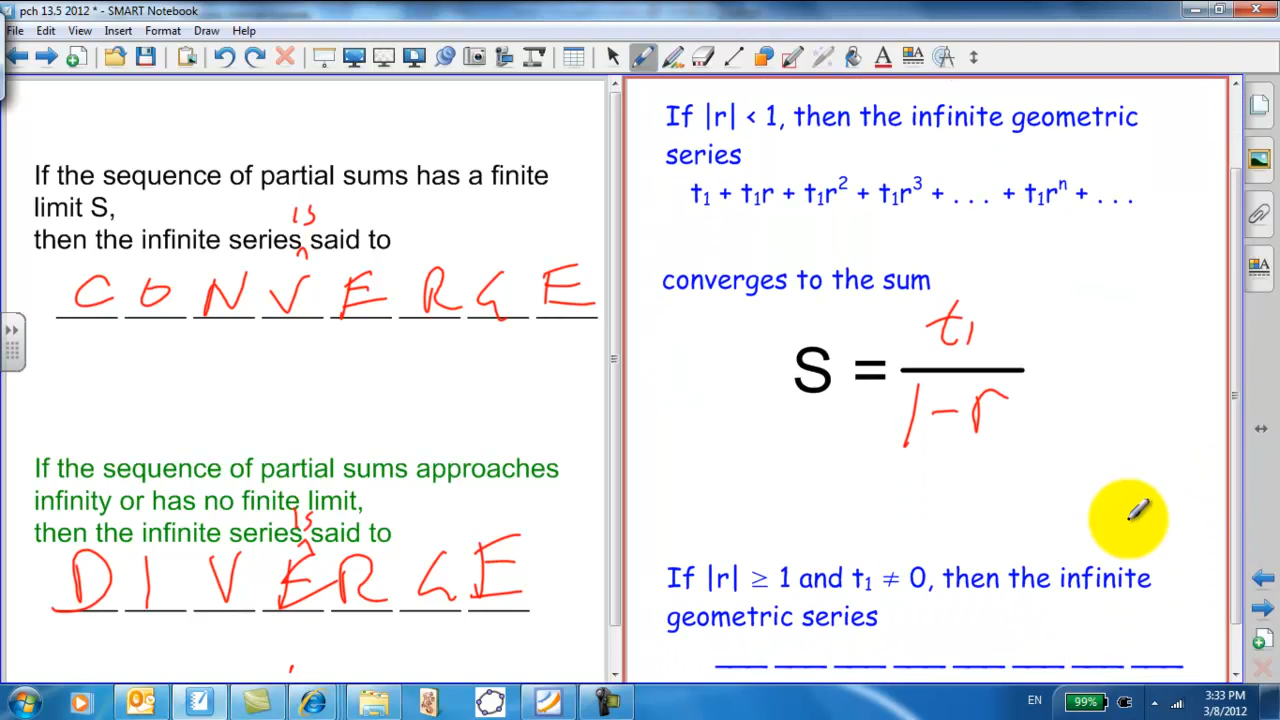 pch 13.5 2012 * - SMART Notebook
File Edit View Insert Format Draw Help
If the sequence of partial sums has a finite
limit S,
is
then the infinite series ^ said to
CONVERGE
If the sequence of partial sums approaches
infinity or has no finite limit,
is
then the infinite series ^ said to
DIVERGE
If |r| < 1, then the infinite geometric
series
t₁ + t₁r + t₁r² + t₁r³ + . . . + t₁rⁿ + . . .
converges to the sum
S = t₁
1-r
If |r| ≥ 1 and t₁ ≠ 0, then the infinite
geometric series
EN 99% 3:33 PM
3/8/2012